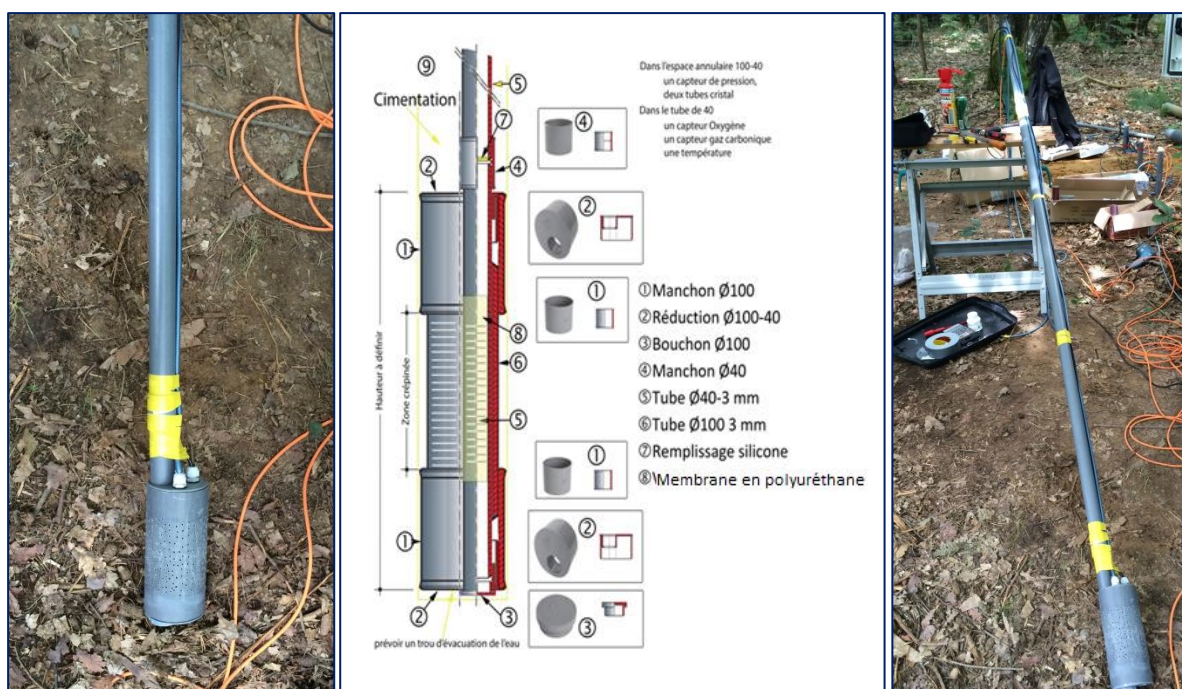 ⑨
Cimentation
⑤
⑦
②
④
①
Hauteur à définir
Zone crépinée
⑧
⑥
⑤
①
②
③
prévoir un trou d'évacuation de l'eau
④
②
①
①
②
③
Dans l'espace annulaire 100-40
un capteur de pression,
deux tubes cristal
Dans le tube de 40
un capteur Oxygène
un capteur gaz carbonique
une température
①Manchon Ø100
②Réduction Ø100-40
③Bouchon Ø100
④Manchon Ø40
⑤Tube Ø40-3 mm
⑥Tube Ø100 3 mm
⑦Remplissage silicone
⑧\Membrane en polyuréthane